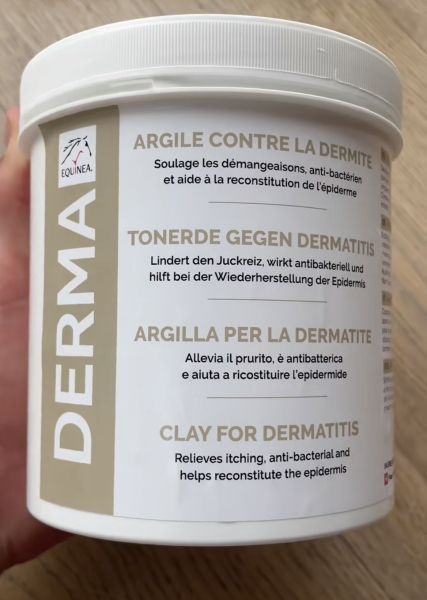 EQUINEA.
DERMA
ARGILE CONTRE LA DERMITE
Soulage les démangeaisons, anti-bactérien
et aide à la reconstitution de l'épiderme
TONERDE GEGEN DERMATITIS
Lindert den Juckreiz, wirkt antibakteriell und
hilft bei der Wiederherstellung der Epidermis
ARGILLA PER LA DERMATITE
Allevia il prurito, è antibatterica
e aiuta a ricostituire l'epidermide
CLAY FOR DERMATITIS
Relieves itching, anti-bacterial and
helps reconstitute the epidermis